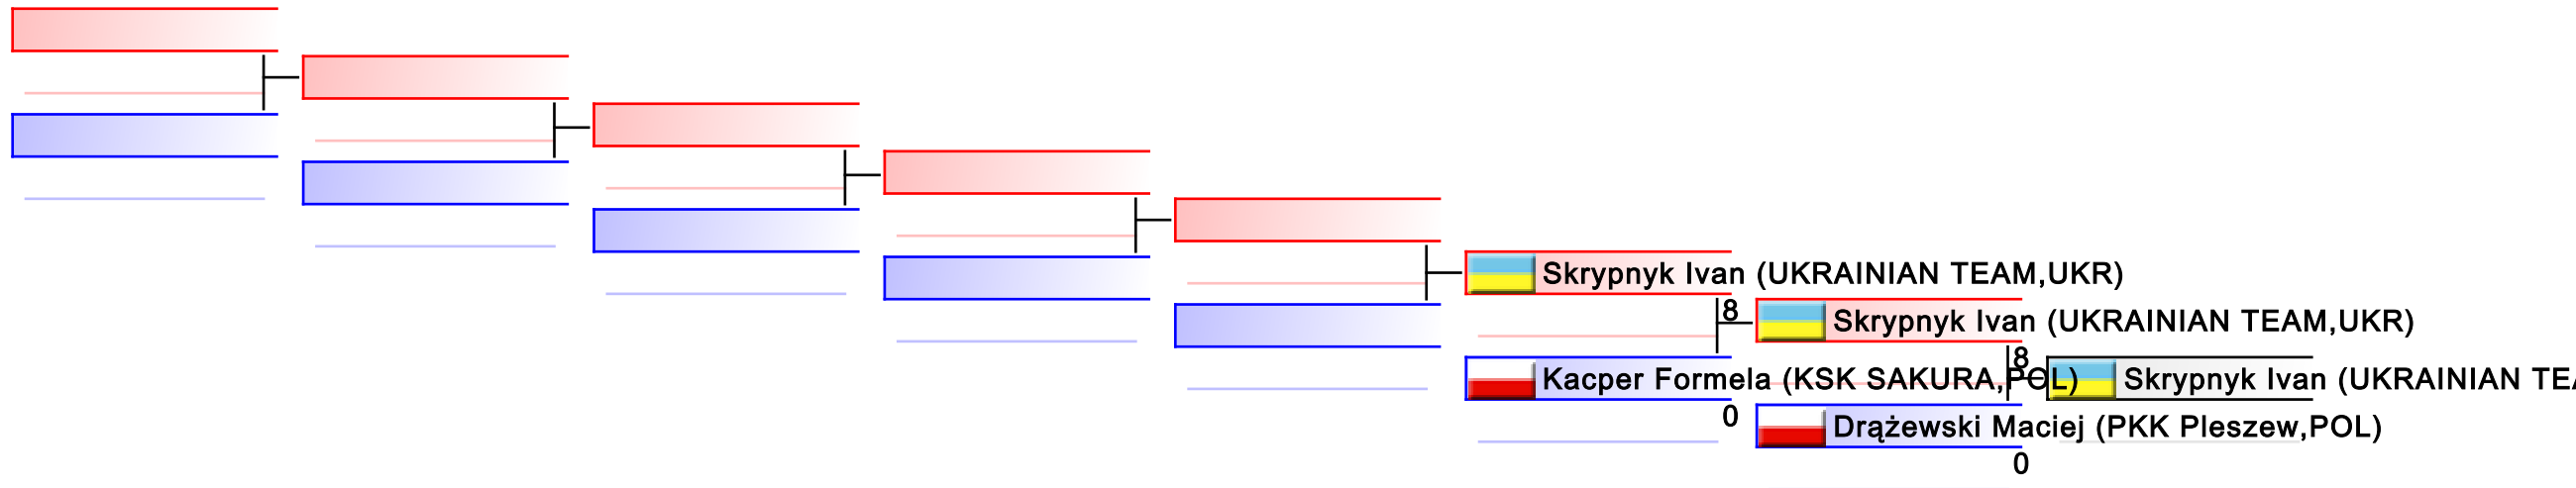 Skrypnyk Ivan (UKRAINIAN TEAM,UKR)
8
Skrypnyk Ivan (UKRAINIAN TEAM,UKR)
8
Kacper Formela (KSK SAKURA,POL)
Skrypnyk Ivan (UKRAINIAN TEA
0
Drążewski Maciej (PKK Pleszew,POL)
0